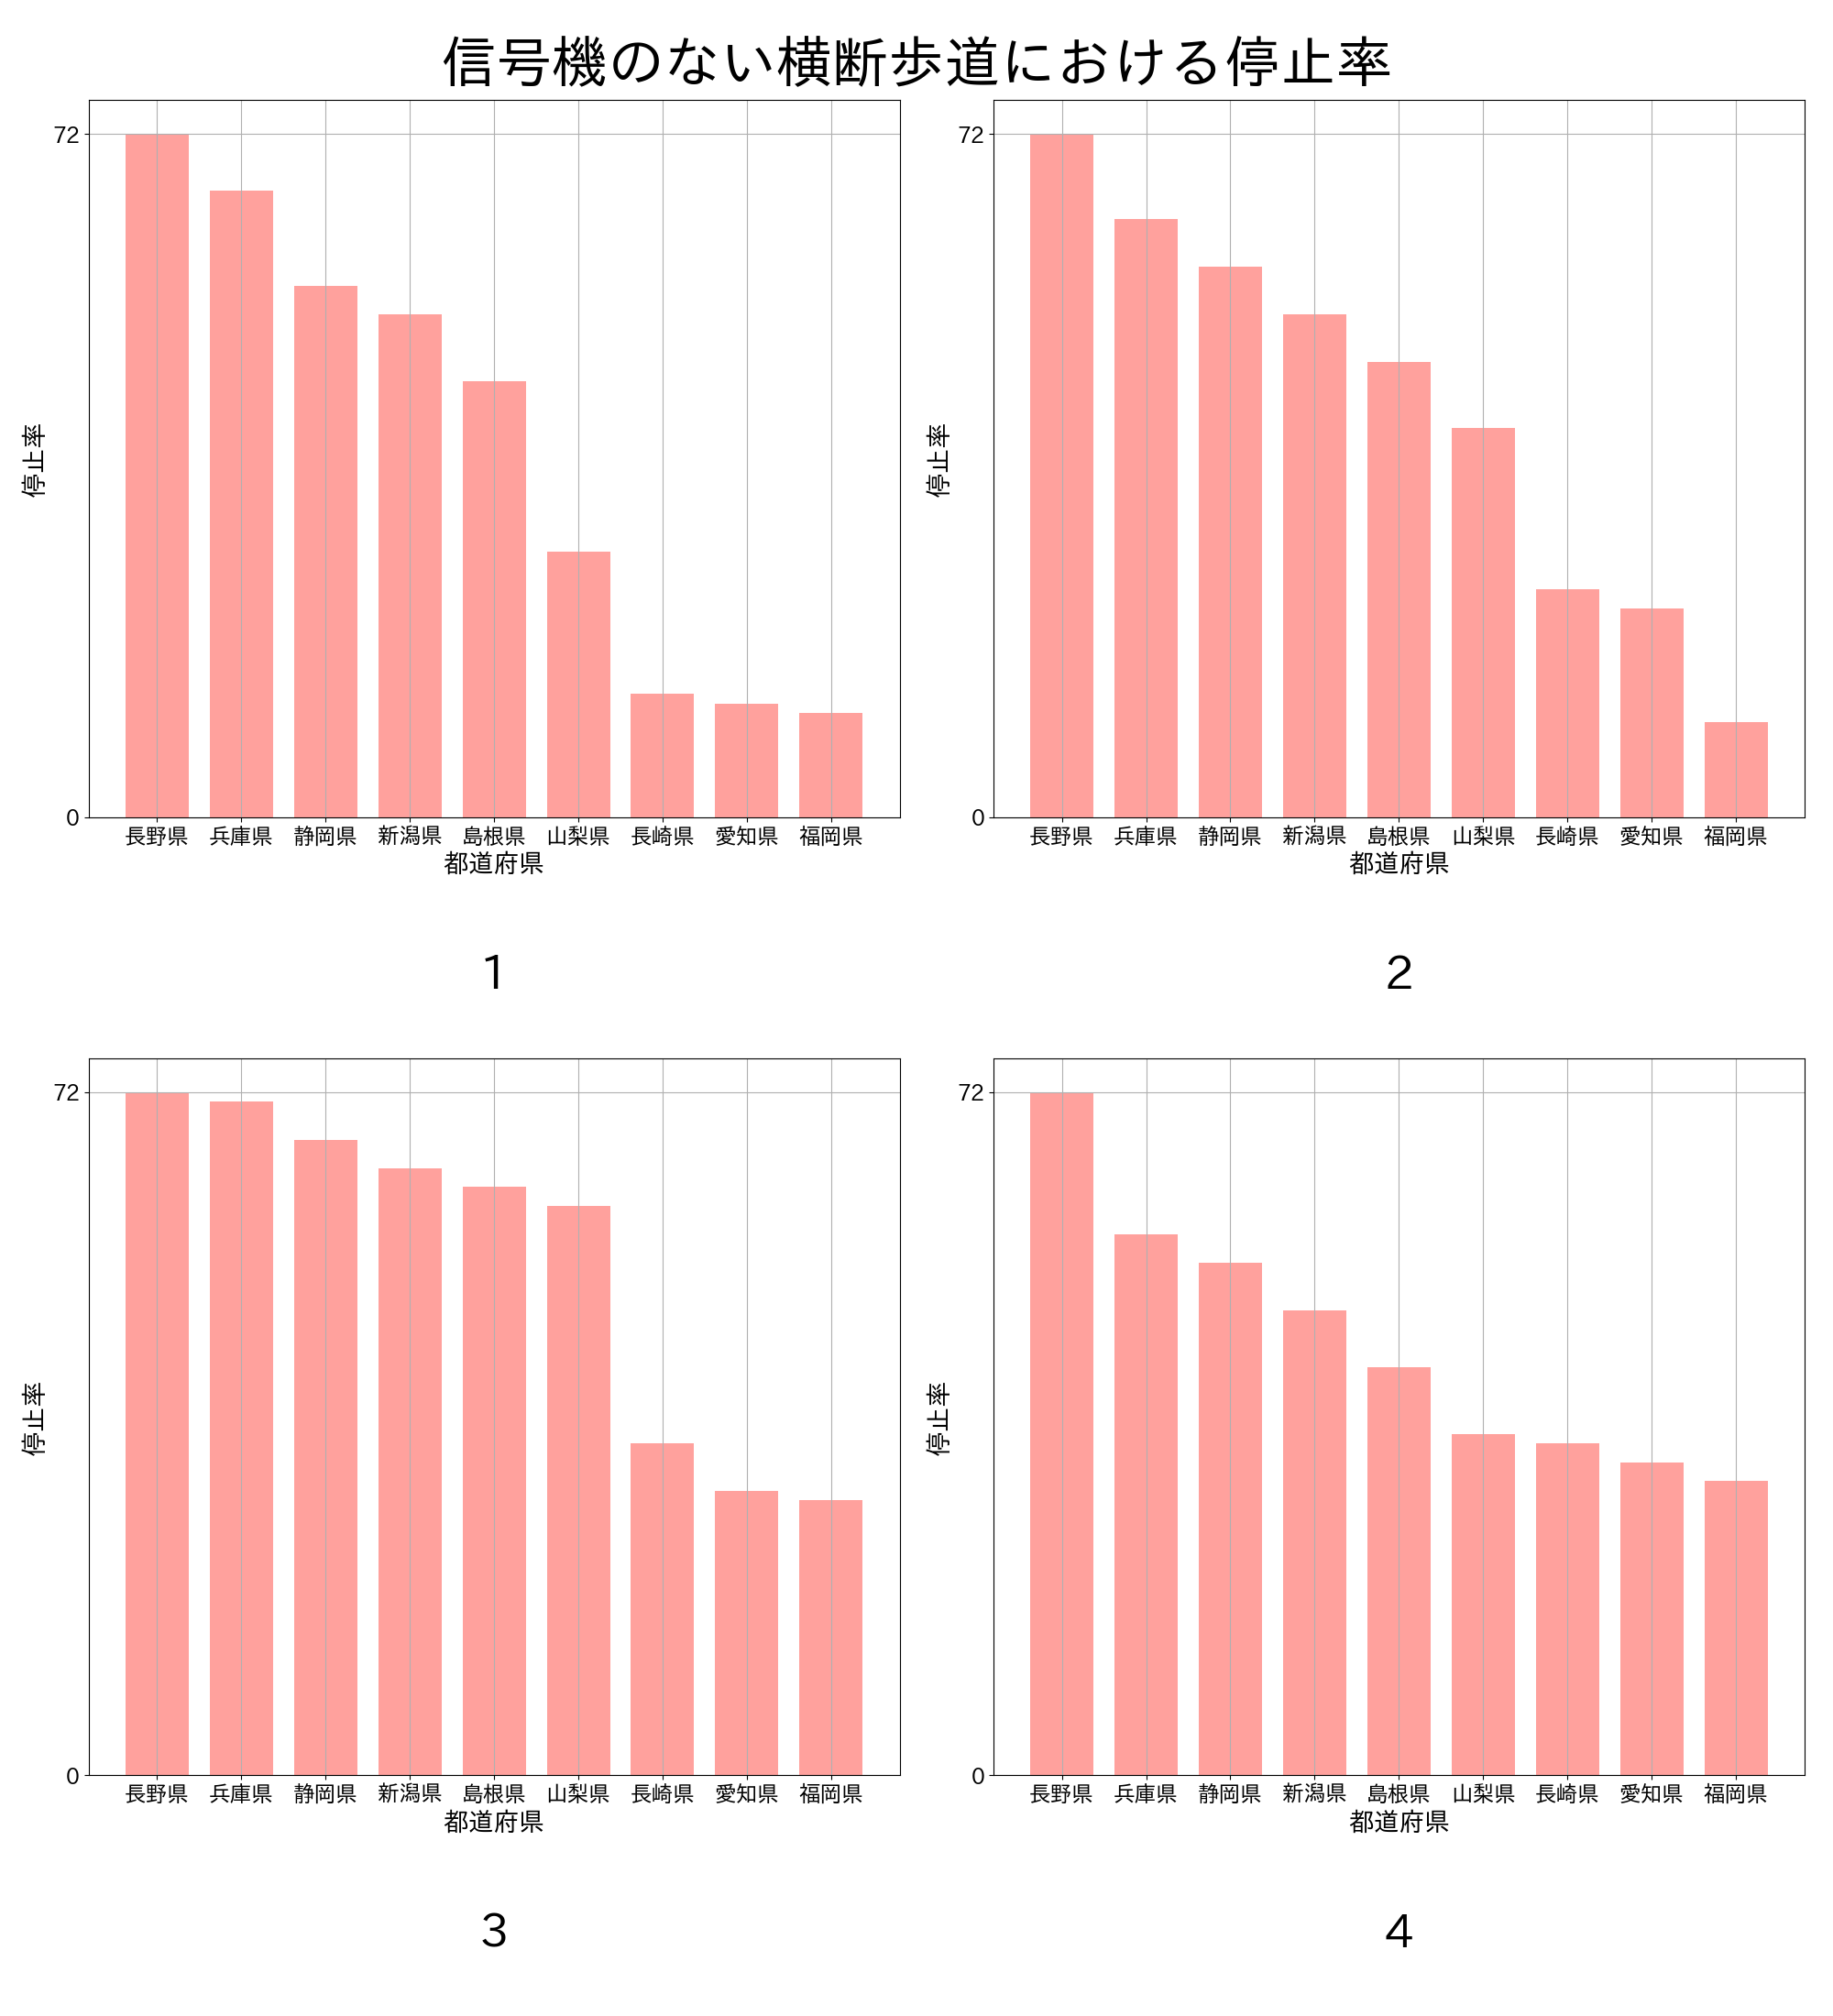 信号機のない横断歩道における停止率
72
0
停止率
長野県 兵庫県 静岡県 新潟県 島根県 山梨県 長崎県 愛知県 福岡県
都道府県
1
72
0
停止率
長野県 兵庫県 静岡県 新潟県 島根県 山梨県 長崎県 愛知県 福岡県
都道府県
2
72
0
停止率
長野県 兵庫県 静岡県 新潟県 島根県 山梨県 長崎県 愛知県 福岡県
都道府県
3
72
0
停止率
長野県 兵庫県 静岡県 新潟県 島根県 山梨県 長崎県 愛知県 福岡県
都道府県
4